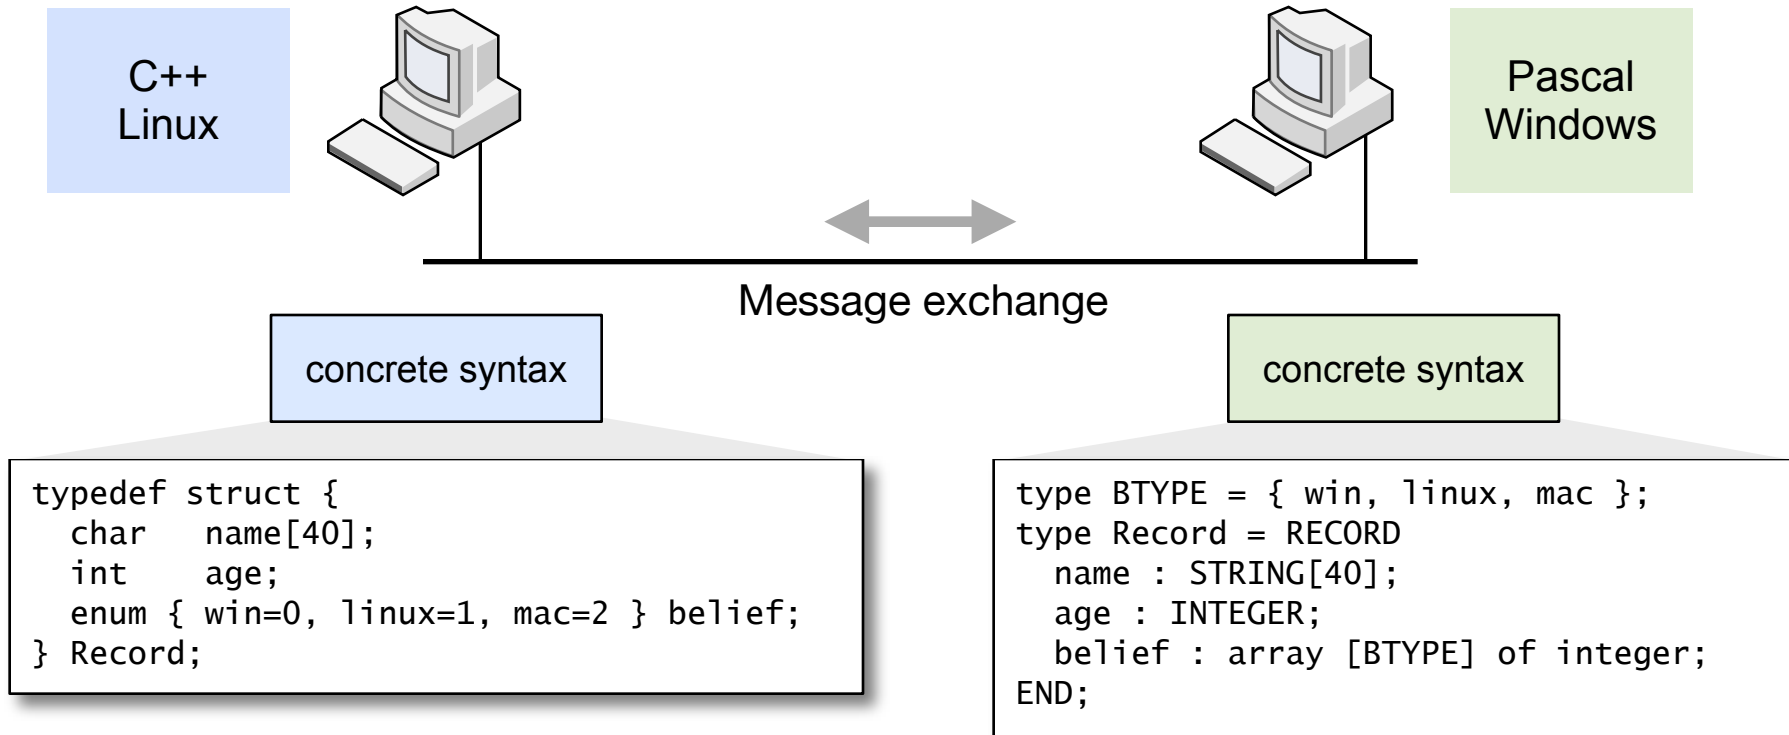 C++
Linux
Pascal
Windows
Message exchange
concrete syntax
concrete syntax
typedef struct {
  char   name[40];
  int    age;
  enum { win=0, linux=1, mac=2 } belief;
} Record;
type BTYPE = { win, linux, mac };
type Record = RECORD
  name : STRING[40];
  age : INTEGER;
  belief : array [BTYPE] of integer;
END;